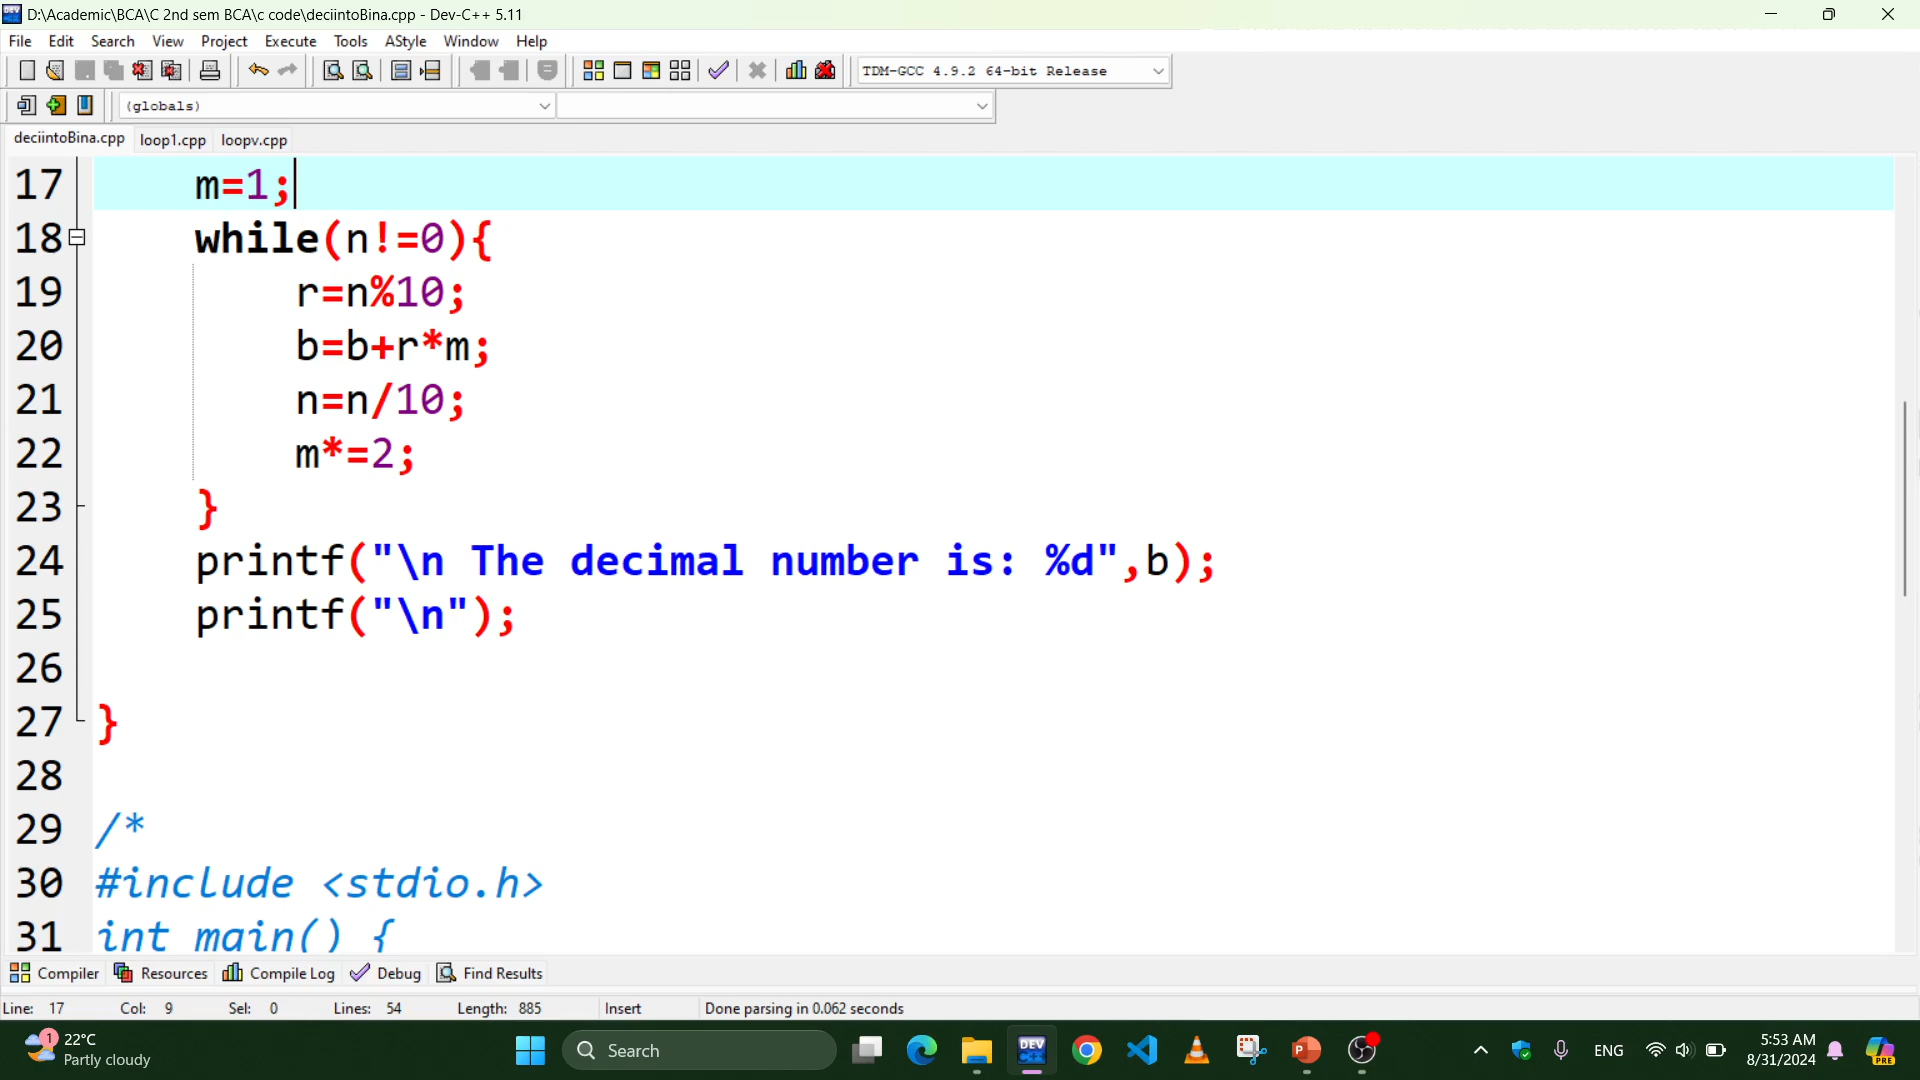 D:\Academic\BCA\C 2nd sem BCA\c code\deciintoBina.cpp - Dev-C++ 5.11
File Edit Search View Project Execute Tools AStyle Window Help
TDM-GCC 4.9.2 64-bit Release
(globals)
deciintoBina.cpp loop1.cpp loopv.cpp
17 m=1;
18 while(n!=0){
19 r=n%10;
20 b=b+r*m;
21 n=n/10;
22 m*=2;
23 }
24 printf("\n The decimal number is: %d",b);
25 printf("\n");
26
27 }
28
29 /*
30 #include <stdio.h>
31 int main() {
Compiler Resources Compile Log Debug Find Results
Line: 17 Col: 9 Sel: 0 Lines: 54 Length: 885 Insert Done parsing in 0.062 seconds
1 22°C
Partly cloudy
Search
DEV
ENG
5:53 AM
8/31/2024
PRE